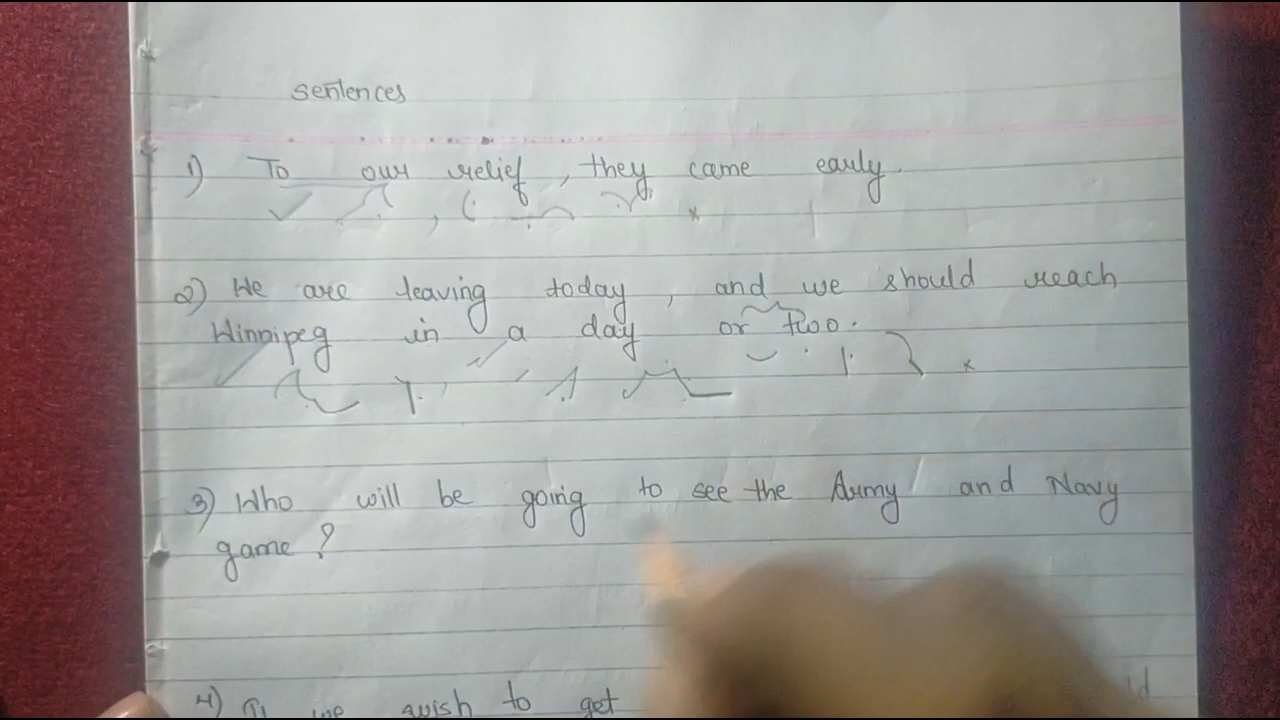 sentences
1) To our relief, they came early.
2) We are leaving today, and we should reach
Winnipeg in a day or two.
3) Who will be going to see the Army and Navy
game?
4) we wish to get